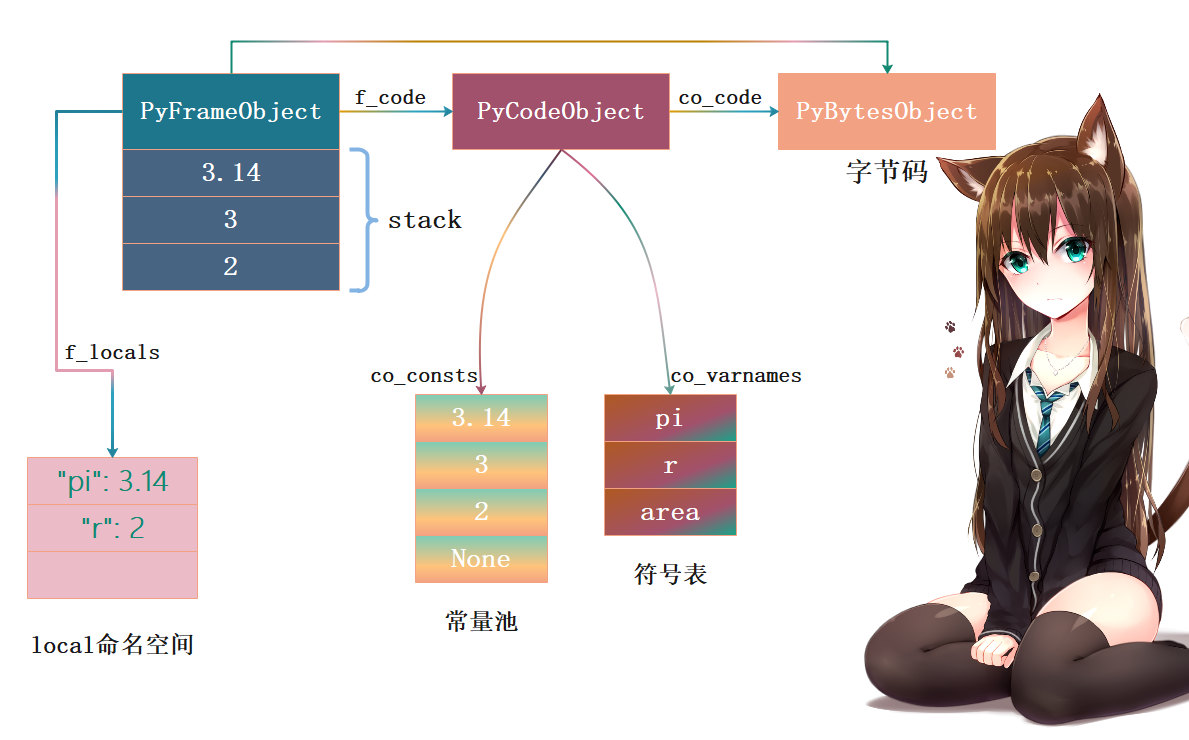 PyFrameObject
f_code
PyCodeObject
co_code
PyBytesObject
字节码
3.14
3
2
stack
f_locals
co_consts
co_varnames
3.14
3
2
None
常量池
pi
r
area
符号表
"pi": 3.14
"r": 2
local命名空间